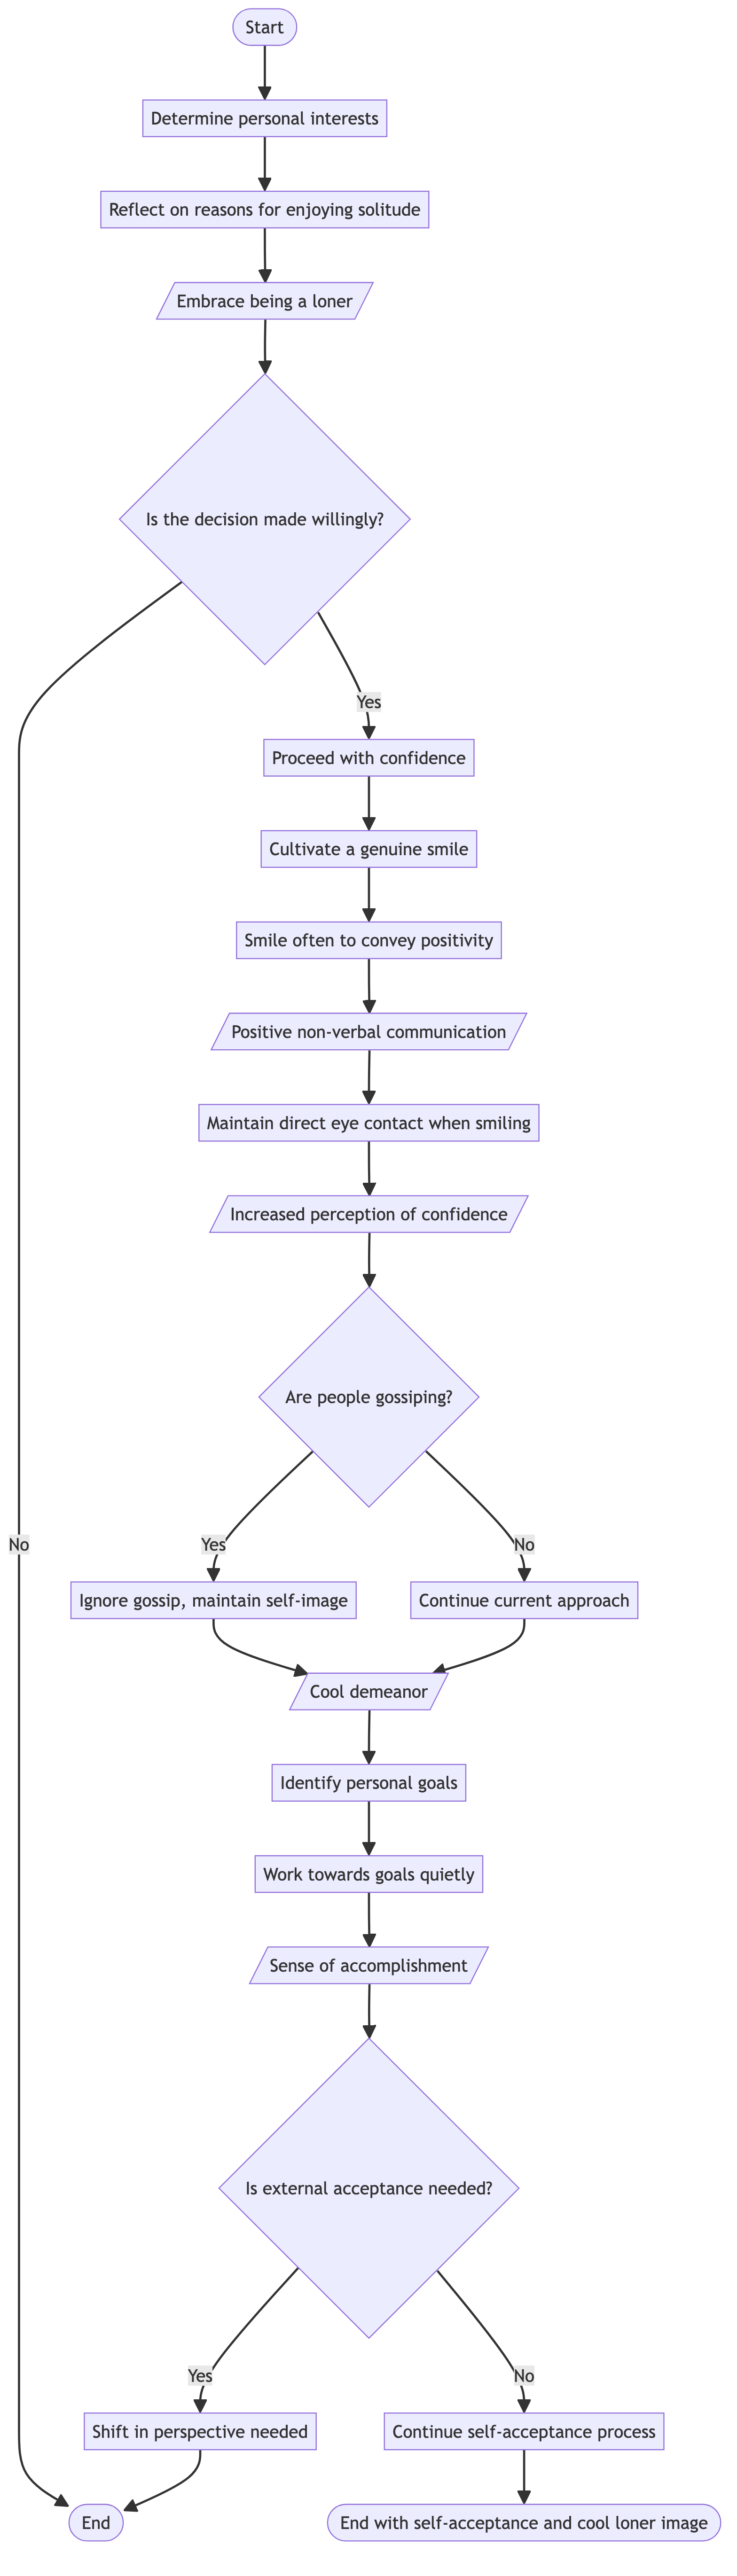 Start
Determine personal interests
Reflect on reasons for enjoying solitude
Embrace being a loner
Is the decision made willingly?
Yes
Proceed with confidence
Cultivate a genuine smile
Smile often to convey positivity
Positive non-verbal communication
Maintain direct eye contact when smiling
Increased perception of confidence
Are people gossiping?
No
Yes
No
Ignore gossip, maintain self-image
Continue current approach
Cool demeanor
Identify personal goals
Work towards goals quietly
Sense of accomplishment
Is external acceptance needed?
Yes
No
Shift in perspective needed
Continue self-acceptance process
End
End with self-acceptance and cool loner image